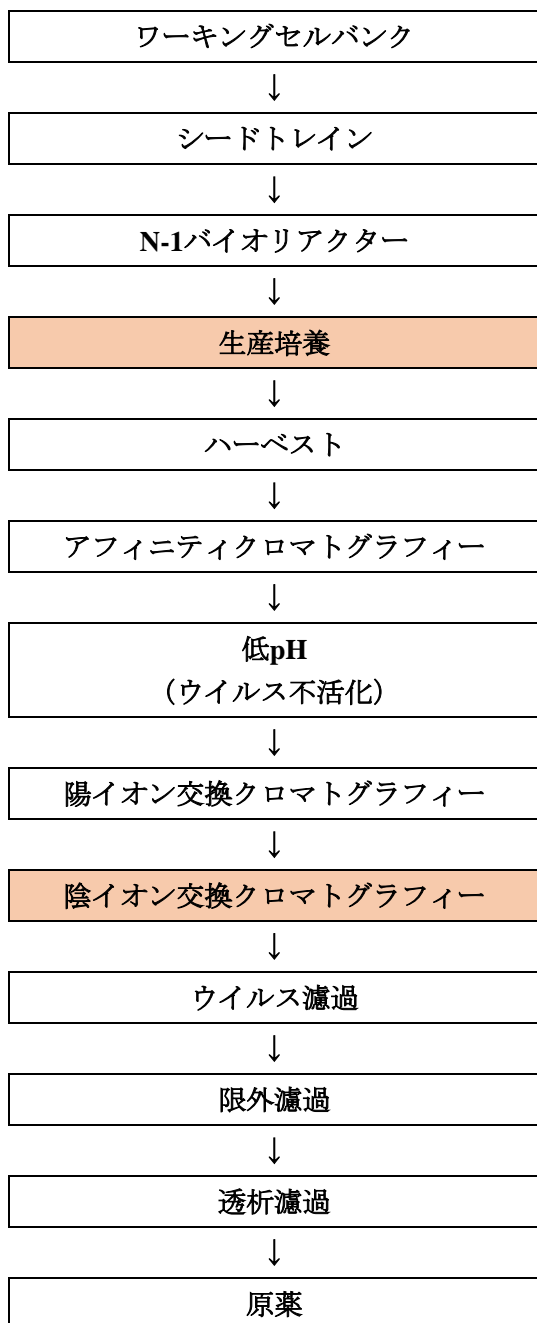 ワーキングセルバンク
↓
シードトレイン
↓
N-1バイオリアクター
↓
生産培養
↓
ハーベスト
↓
アフィニティクロマトグラフィー
↓
低pH
（ウイルス不活化）
↓
陽イオン交換クロマトグラフィー
↓
陰イオン交換クロマトグラフィー
↓
ウイルス濾過
↓
限外濾過
↓
透析濾過
↓
原薬